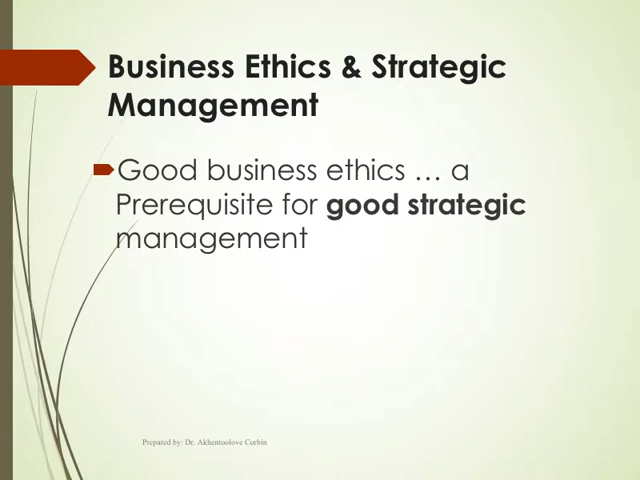 Business Ethics & Strategic
Management
Good business ethics … a
Prerequisite for good strategic
management
Prepared by: Dr. Akhentoolove Corbin